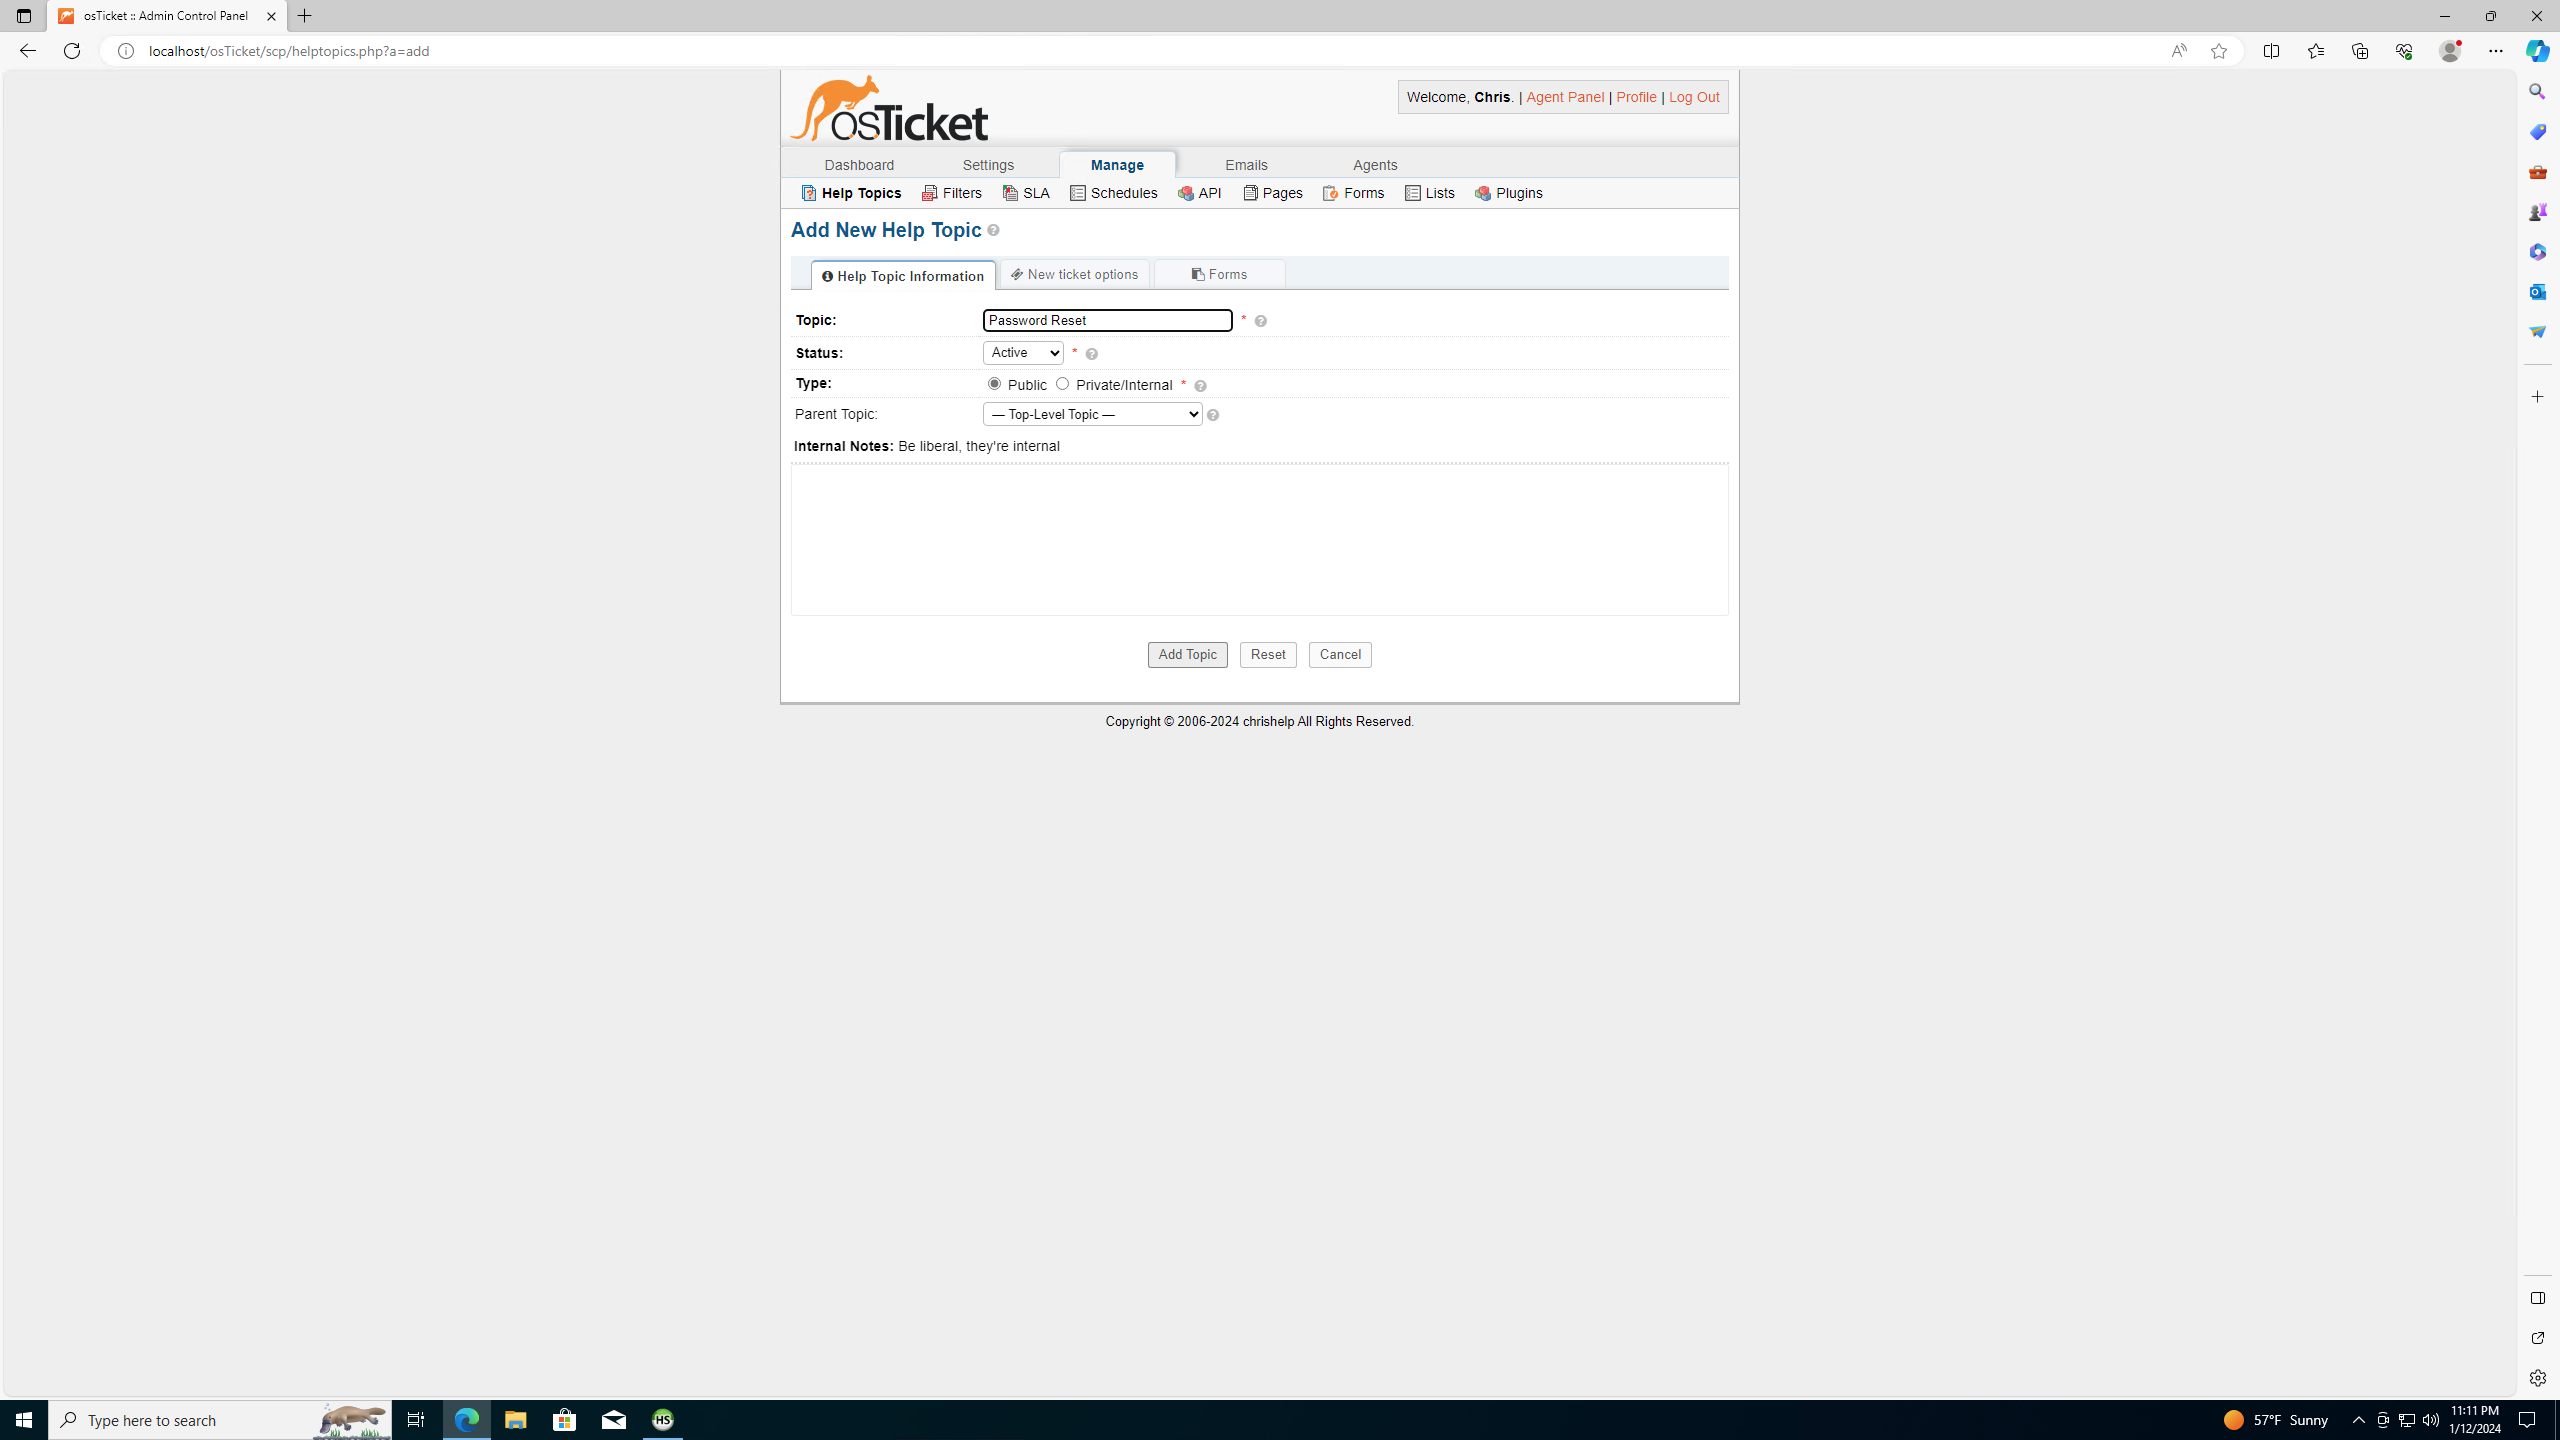 osTicket :: Admin Control Panel
localhost/osTicket/scp/helptopics.php?a=add
osTicket
Welcome, Chris. | Agent Panel | Profile | Log Out
Dashboard Settings Manage Emails Agents
Help Topics Filters SLA Schedules API Pages Forms Lists Plugins
Add New Help Topic
Help Topic Information New ticket options Forms
Topic: Password Reset *
Status: Active *
Type: Public Private/Internal *
Parent Topic: — Top-Level Topic —
Internal Notes: Be liberal, they're internal
Add Topic Reset Cancel
Copyright © 2006-2024 chrishelp All Rights Reserved.
Type here to search
HS
57°F Sunny
11:11 PM
1/12/2024